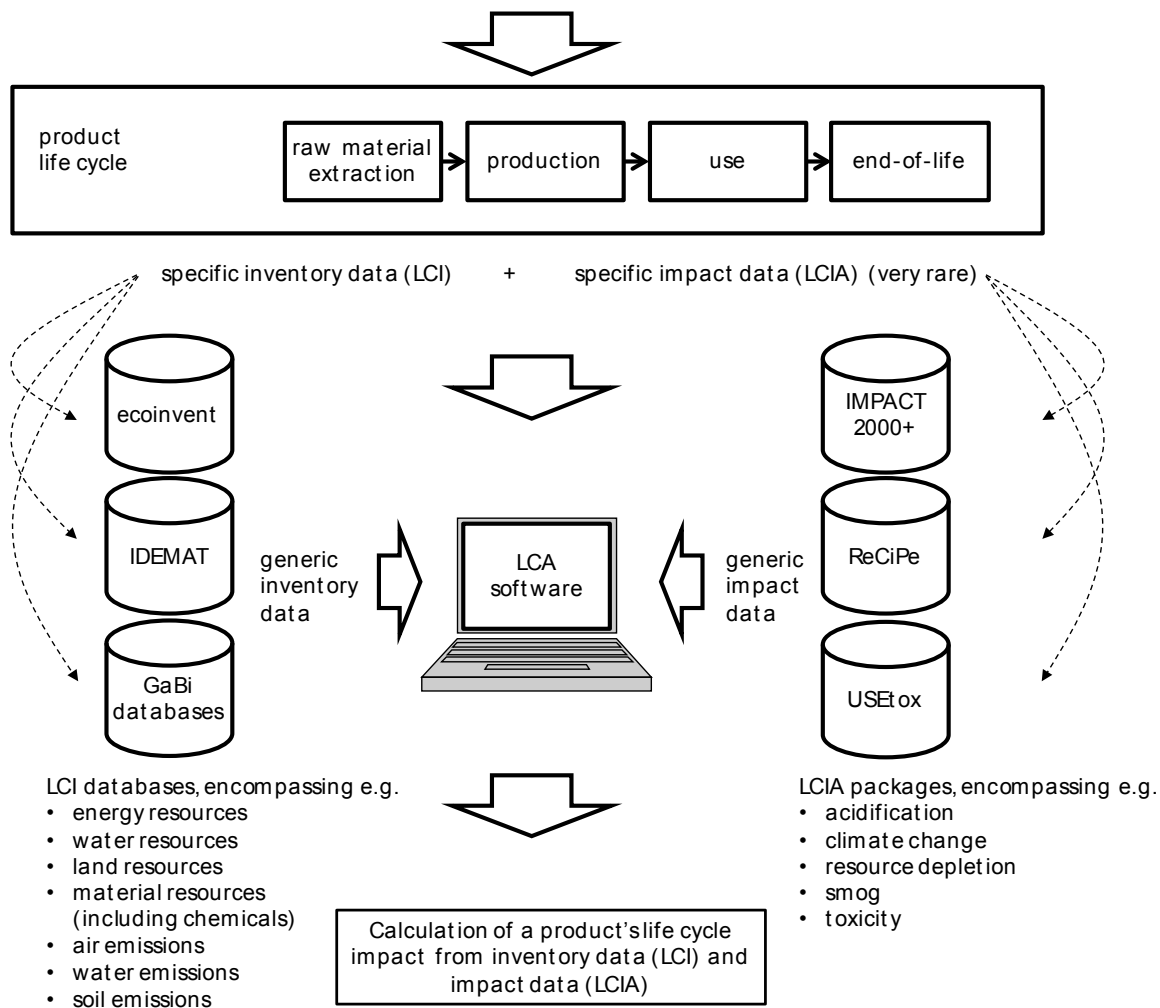 product
life cycle
raw material
extraction
production
use
end-of-life
specific inventory data (LCI) + specific impact data (LCIA) (very rare)
ecoinvent
IDEMAT
GaBi
databases
generic
inventory
data
LCA
software
generic
impact
data
IMPACT
2000+
ReCiPe
USEtox
LCI databases, encompassing e.g.
• energy resources
• water resources
• land resources
• material resources
(including chemicals)
• air emissions
• water emissions
• soil emissions
LCIA packages, encompassing e.g.
• acidification
• climate change
• resource depletion
• smog
• toxicity
Calculation of a product's life cycle
impact from inventory data (LCI) and
impact data (LCIA)